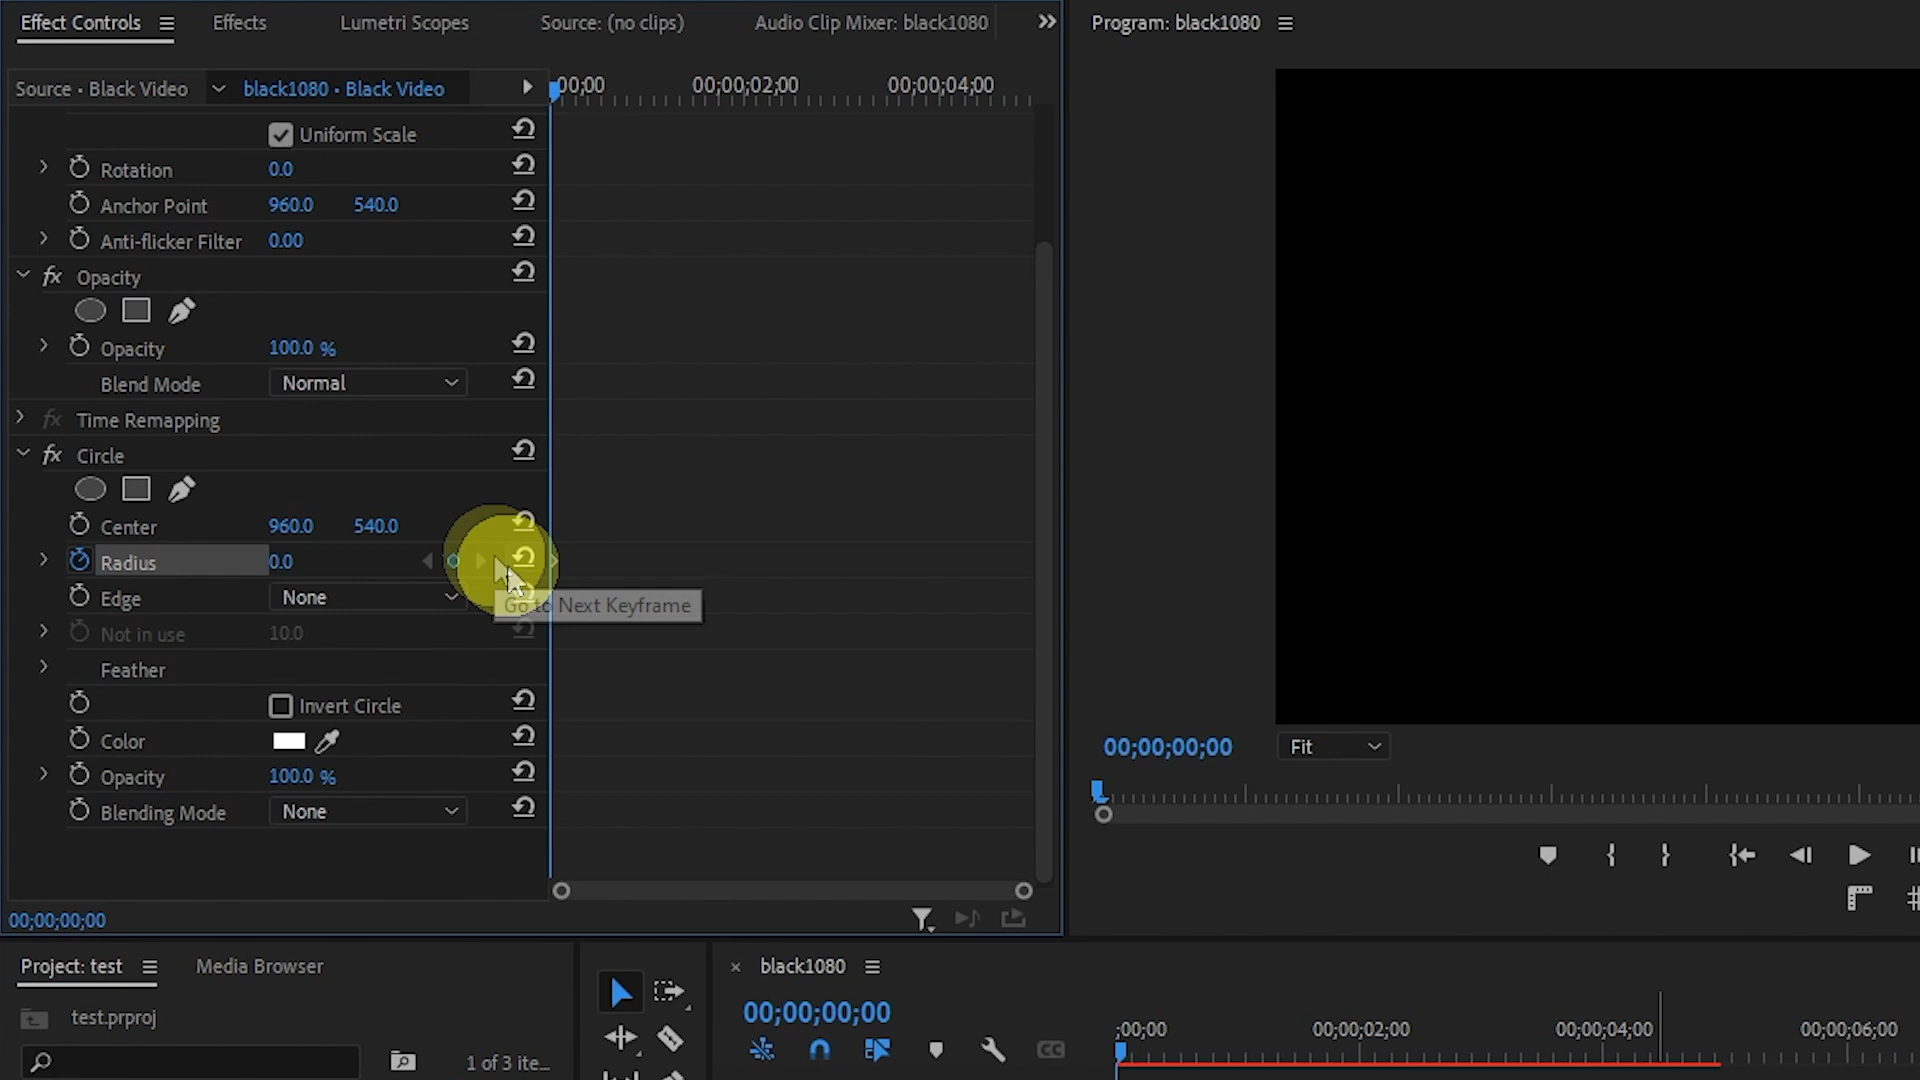 Effect Controls
Effects
Lumetri Scopes
Source: (no clips)
Audio Clip Mixer: black1080
Program: black1080
Source • Black Video
black1080 • Black Video
00;00
00;00;02;00
00;00;04;00
Uniform Scale
Rotation
0.0
Anchor Point
960.0
540.0
Anti-flicker Filter
0.00
fx
Opacity
Opacity
100.0 %
Blend Mode
Normal
fx
Time Remapping
fx
Circle
Center
960.0
540.0
Radius
0.0
Edge
None
Go to Next Keyframe
Not in use
10.0
Feather
Invert Circle
Color
Opacity
100.0 %
Blending Mode
None
00;00;00;00
00;00;00;00
Fit
Project: test
Media Browser
test.prproj
1 of 3 ite...
black1080
00;00;00;00
CC
;00;00
00;00;02;00
00;00;04;00
00;00;06;00